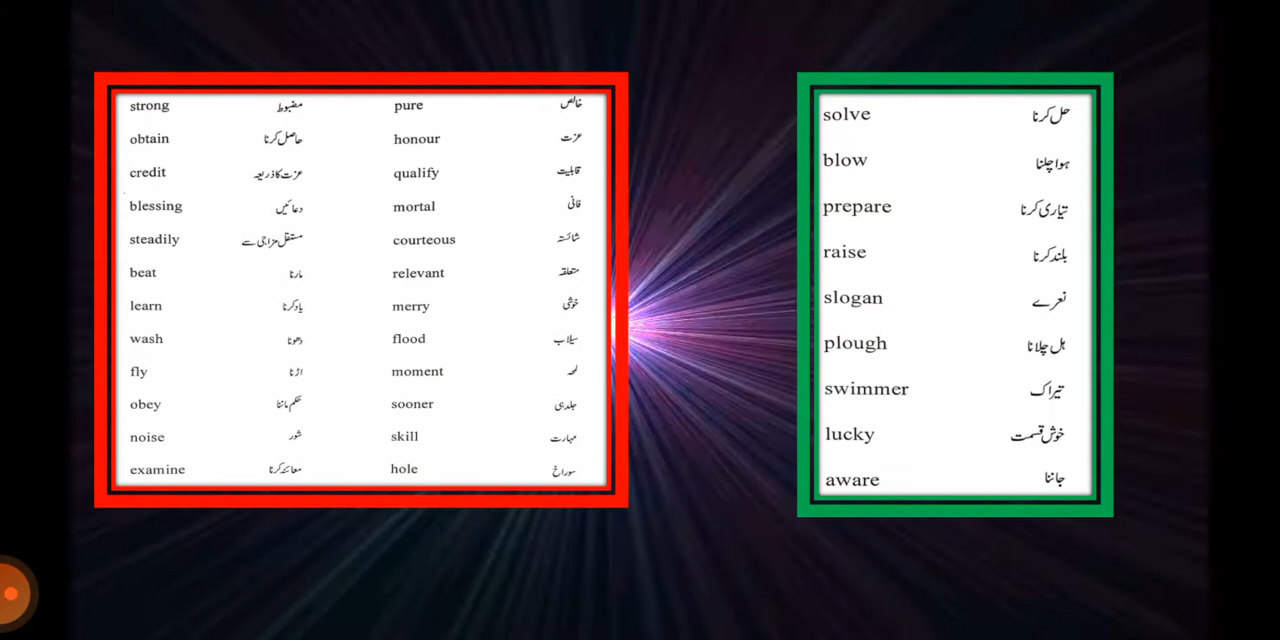 strong مضبوط pure خالص
obtain حاصل کرنا honour عزت
credit عزت کا ذریعہ qualify قابلیت
blessing دعائیں mortal فانی
steadily مستقل مزاجی سے courteous شائستہ
beat مارنا relevant متعلقہ
learn یاد کرنا merry خوشی
wash دھونا flood سیلاب
fly اڑنا moment لمحہ
obey حکم ماننا sooner جلد ہی
noise شور skill مہارت
examine معائنہ کرنا hole سوراخ
solve حل کرنا
blow ہوا چلنا
prepare تیاری کرنا
raise بلند کرنا
slogan نعرے
plough ہل چلانا
swimmer تیراک
lucky خوش قسمت
aware جاننا